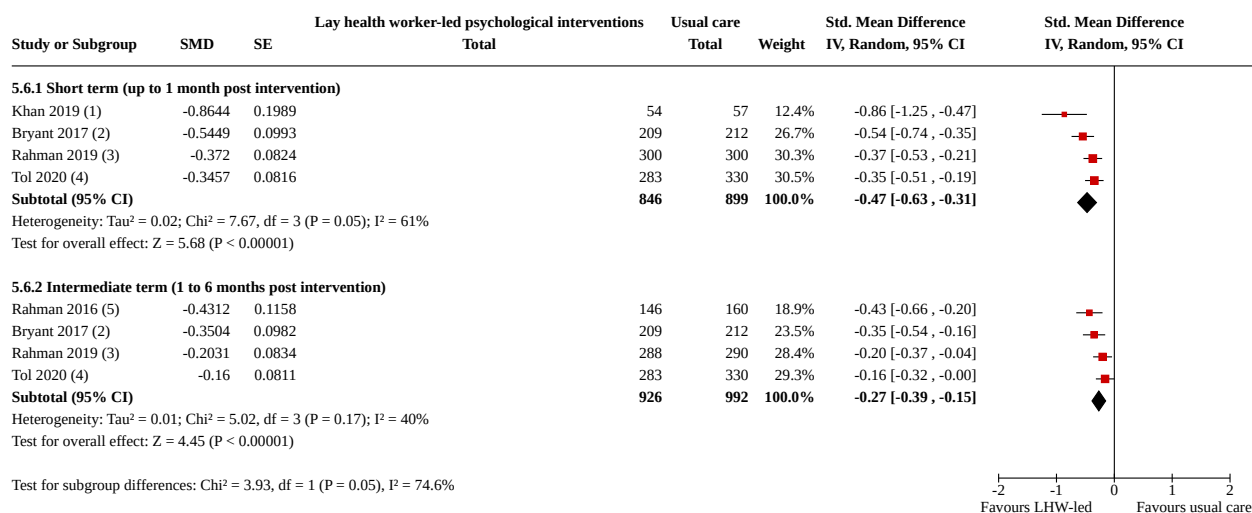 Lay health worker-led psychological interventions Usual care Std. Mean Difference Std. Mean Difference
Study or Subgroup SMD SE Total Total Weight IV, Random, 95% CI IV, Random, 95% CI
5.6.1 Short term (up to 1 month post intervention)
Khan 2019 (1) -0.8644 0.1989 54 57 12.4% -0.86 [-1.25 , -0.47]
Bryant 2017 (2) -0.5449 0.0993 209 212 26.7% -0.54 [-0.74 , -0.35]
Rahman 2019 (3) -0.372 0.0824 300 300 30.3% -0.37 [-0.53 , -0.21]
Tol 2020 (4) -0.3457 0.0816 283 330 30.5% -0.35 [-0.51 , -0.19]
Subtotal (95% CI) 846 899 100.0% -0.47 [-0.63 , -0.31]
Heterogeneity: Tau² = 0.02; Chi² = 7.67, df = 3 (P = 0.05); I² = 61%
Test for overall effect: Z = 5.68 (P < 0.00001)
5.6.2 Intermediate term (1 to 6 months post intervention)
Rahman 2016 (5) -0.4312 0.1158 146 160 18.9% -0.43 [-0.66 , -0.20]
Bryant 2017 (2) -0.3504 0.0982 209 212 23.5% -0.35 [-0.54 , -0.16]
Rahman 2019 (3) -0.2031 0.0834 288 290 28.4% -0.20 [-0.37 , -0.04]
Tol 2020 (4) -0.16 0.0811 283 330 29.3% -0.16 [-0.32 , -0.00]
Subtotal (95% CI) 926 992 100.0% -0.27 [-0.39 , -0.15]
Heterogeneity: Tau² = 0.01; Chi² = 5.02, df = 3 (P = 0.17); I² = 40%
Test for overall effect: Z = 4.45 (P < 0.00001)
Test for subgroup differences: Chi² = 3.93, df = 1 (P = 0.05), I² = 74.6%
-2 -1 0 1 2
Favours LHW-led Favours usual care